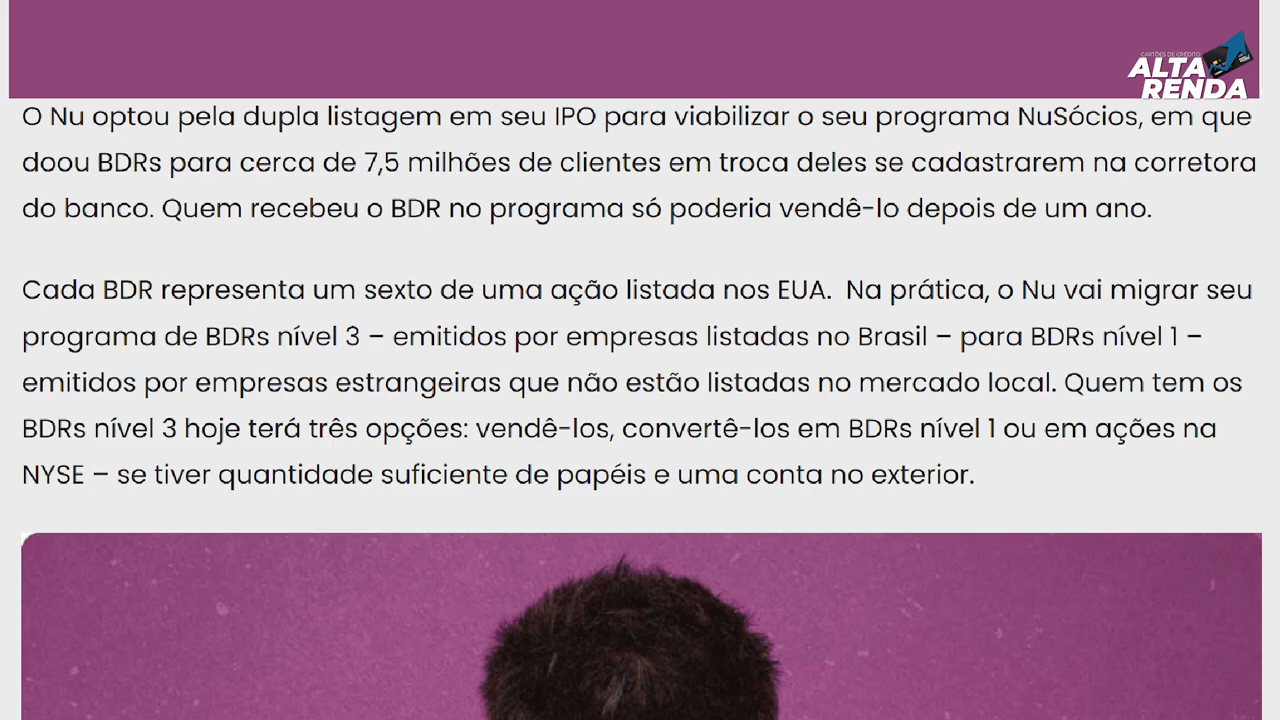 CARTÕES DE CRÉDITO
ALTA
RENDA
O Nu optou pela dupla listagem em seu IPO para viabilizar o seu programa NuSócios, em que
doou BDRs para cerca de 7,5 milhões de clientes em troca deles se cadastrarem na corretora
do banco. Quem recebeu o BDR no programa só poderia vendê-lo depois de um ano.
Cada BDR representa um sexto de uma ação listada nos EUA.  Na prática, o Nu vai migrar seu
programa de BDRs nível 3 – emitidos por empresas listadas no Brasil – para BDRs nível 1 –
emitidos por empresas estrangeiras que não estão listadas no mercado local. Quem tem os
BDRs nível 3 hoje terá três opções: vendê-los, convertê-los em BDRs nível 1 ou em ações na
NYSE – se tiver quantidade suficiente de papéis e uma conta no exterior.